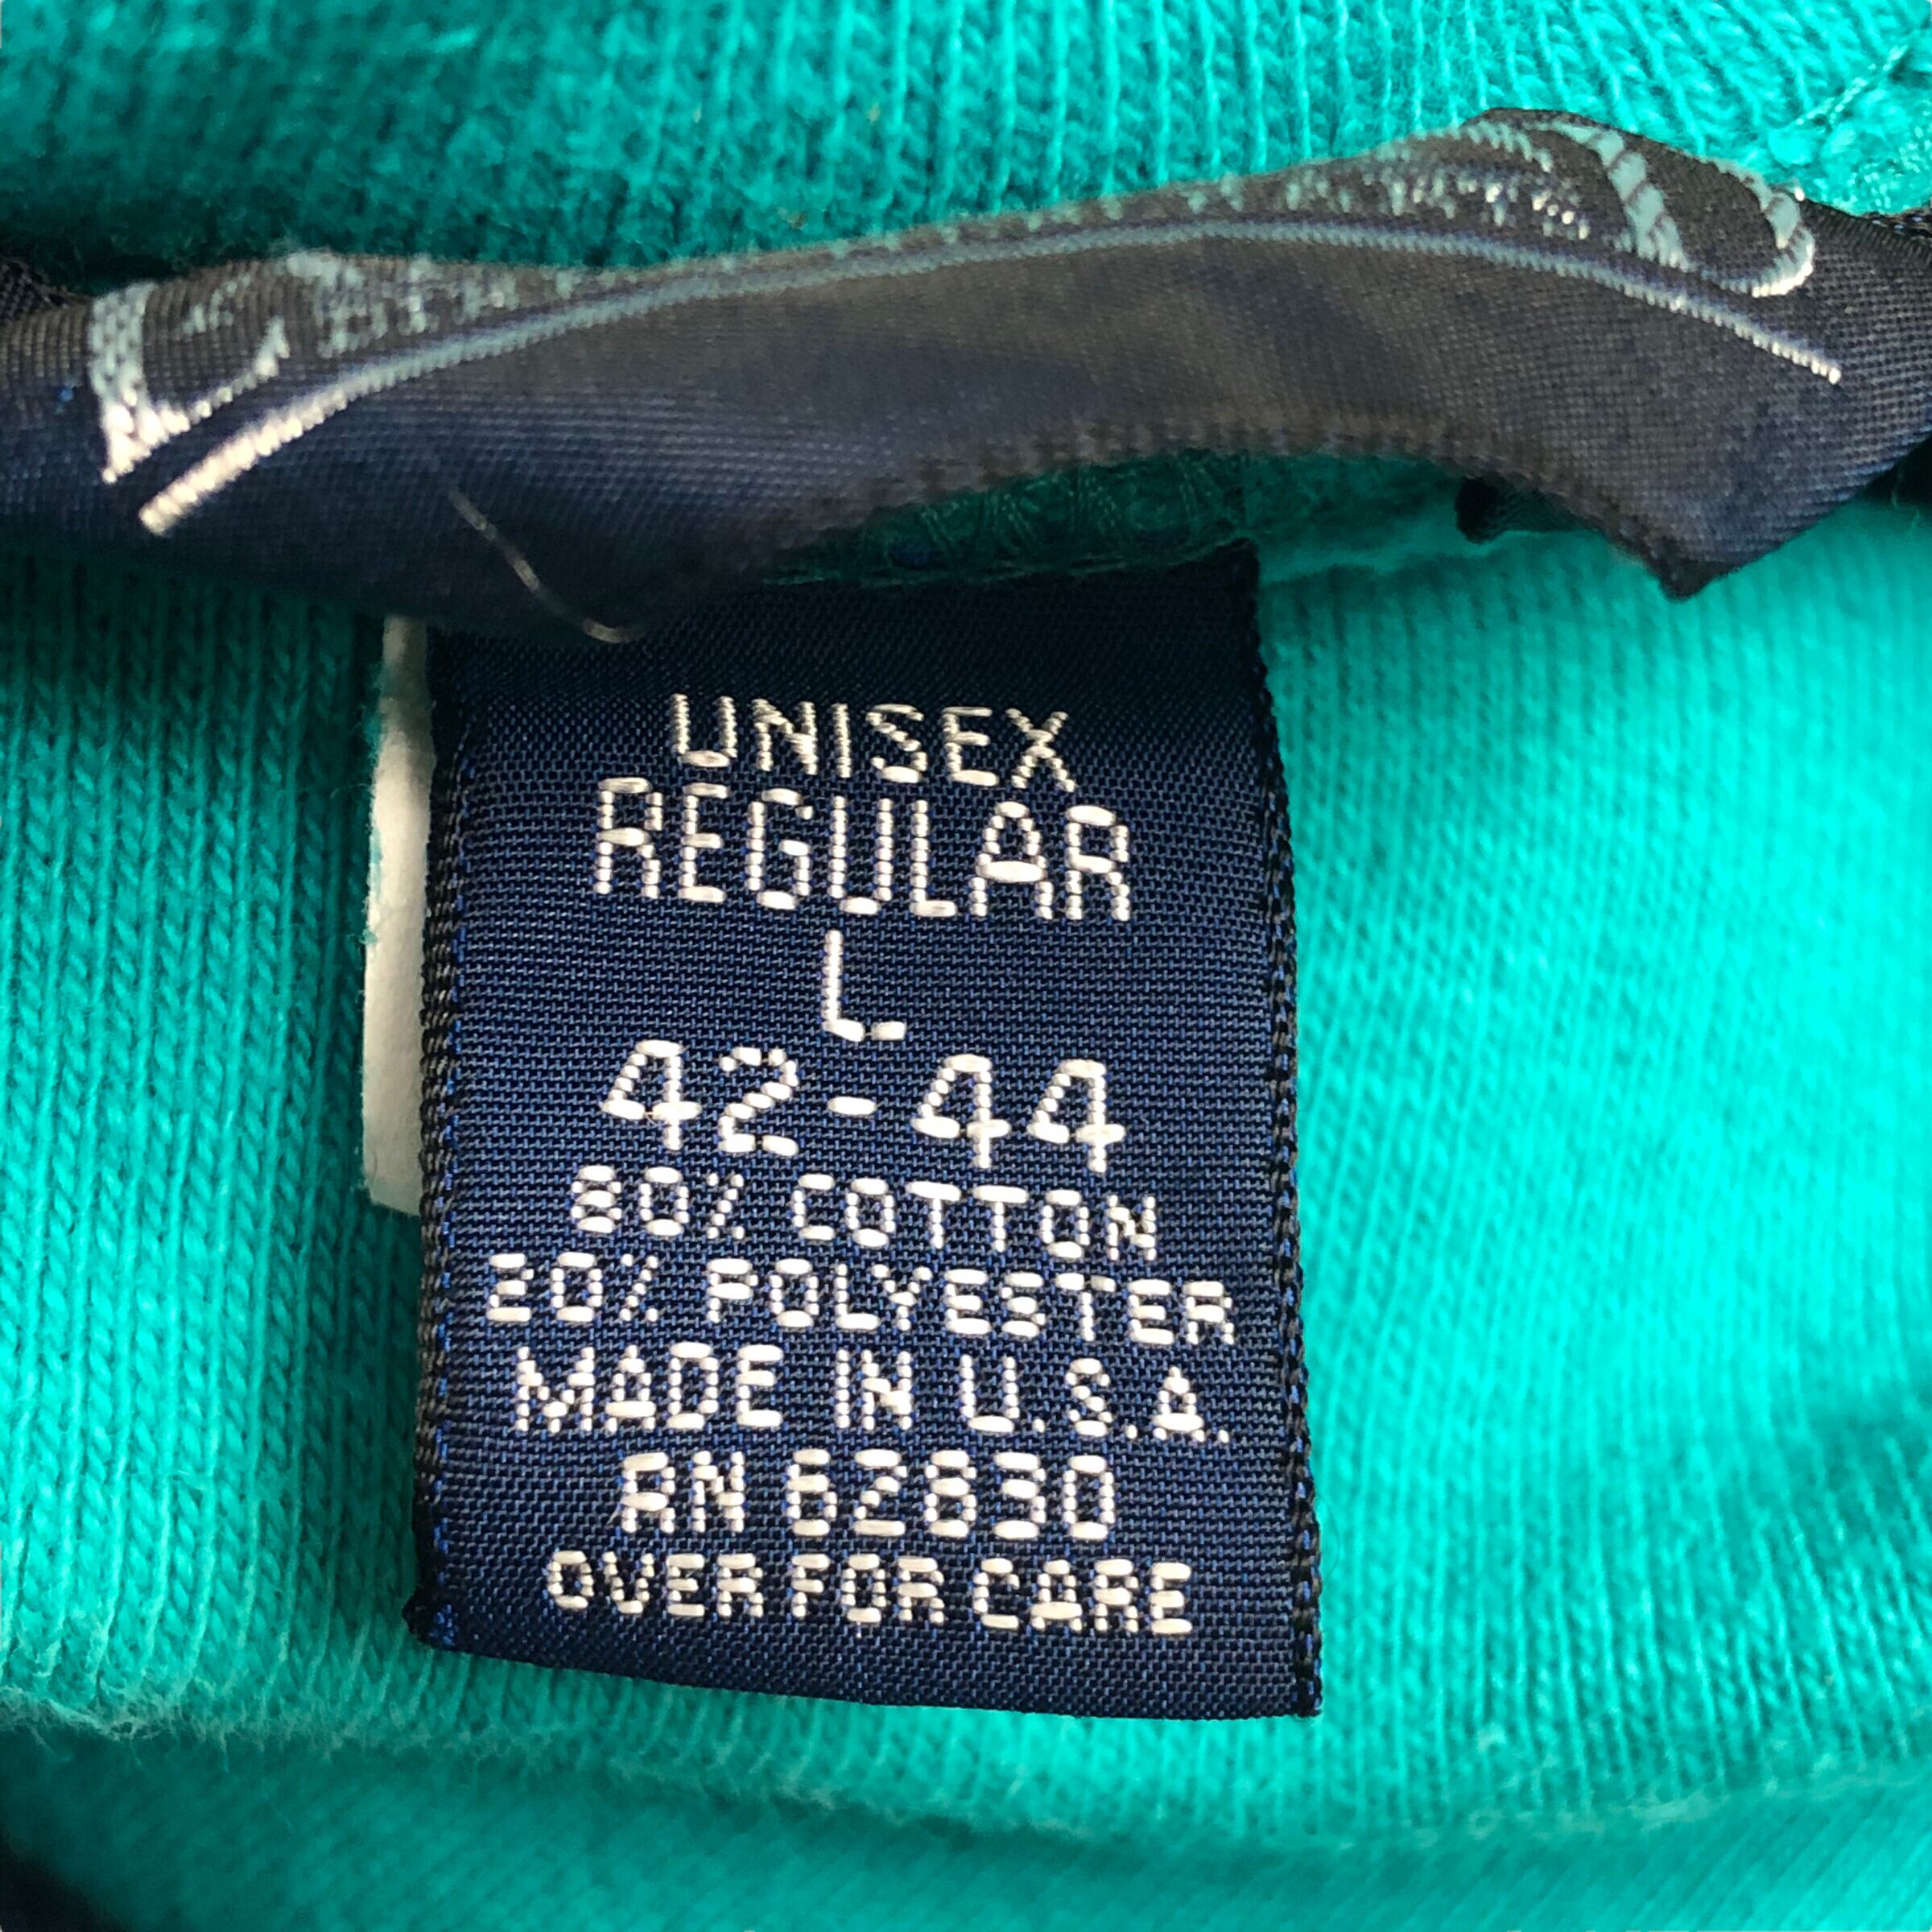 UNISEX
REGULAR
L
42-44
80% COTTON
20% POLYESTER
MADE IN U.S.A.
RN 62830
OVER FOR CARE